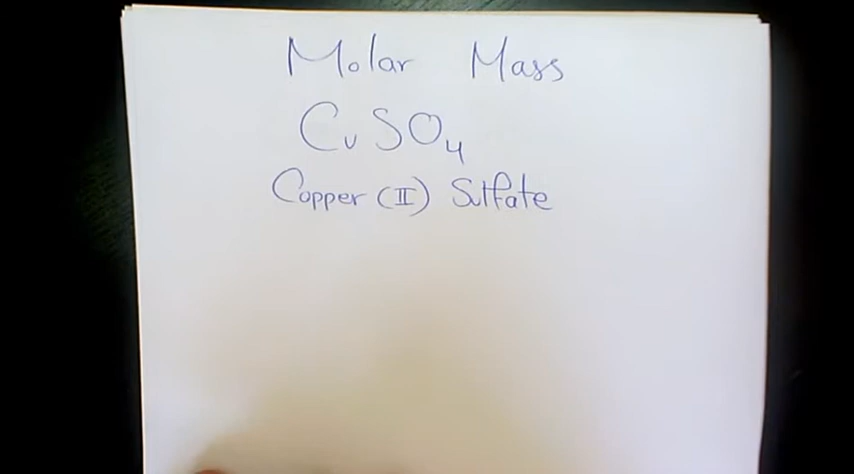 Molar Mass
CuSO4
Copper (II) Sulfate